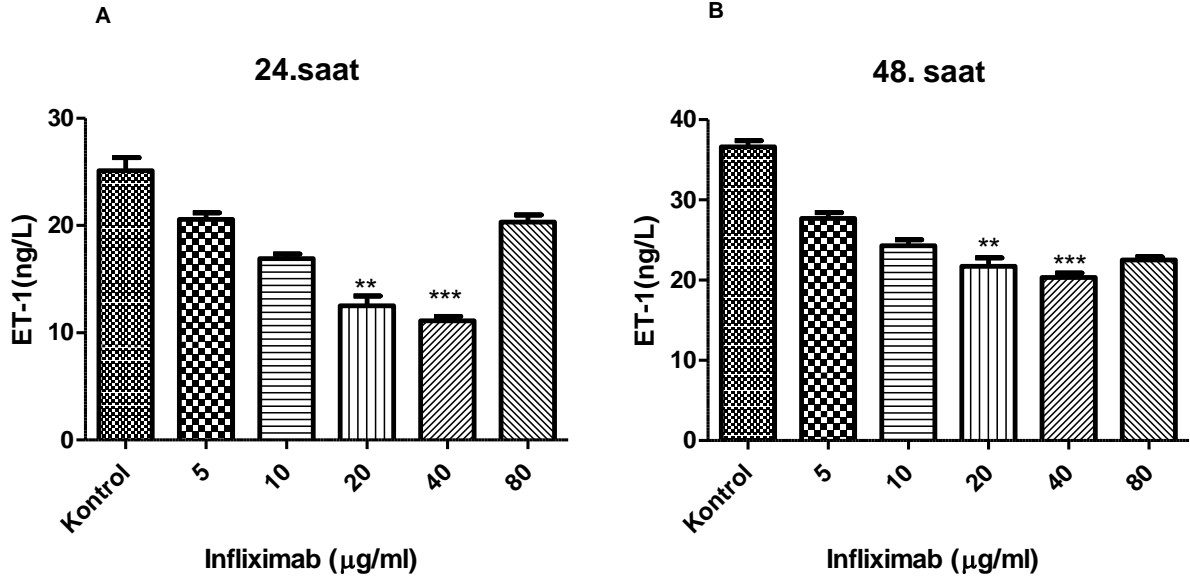 A
24.saat
ET-1(ng/L)
30
20
10
0
**
***
Kontrol
5
10
20
40
80
Infliximab (μg/ml)
B
48. saat
ET-1(ng/L)
40
30
20
10
0
**
***
Kontrol
5
10
20
40
80
Infliximab (μg/ml)